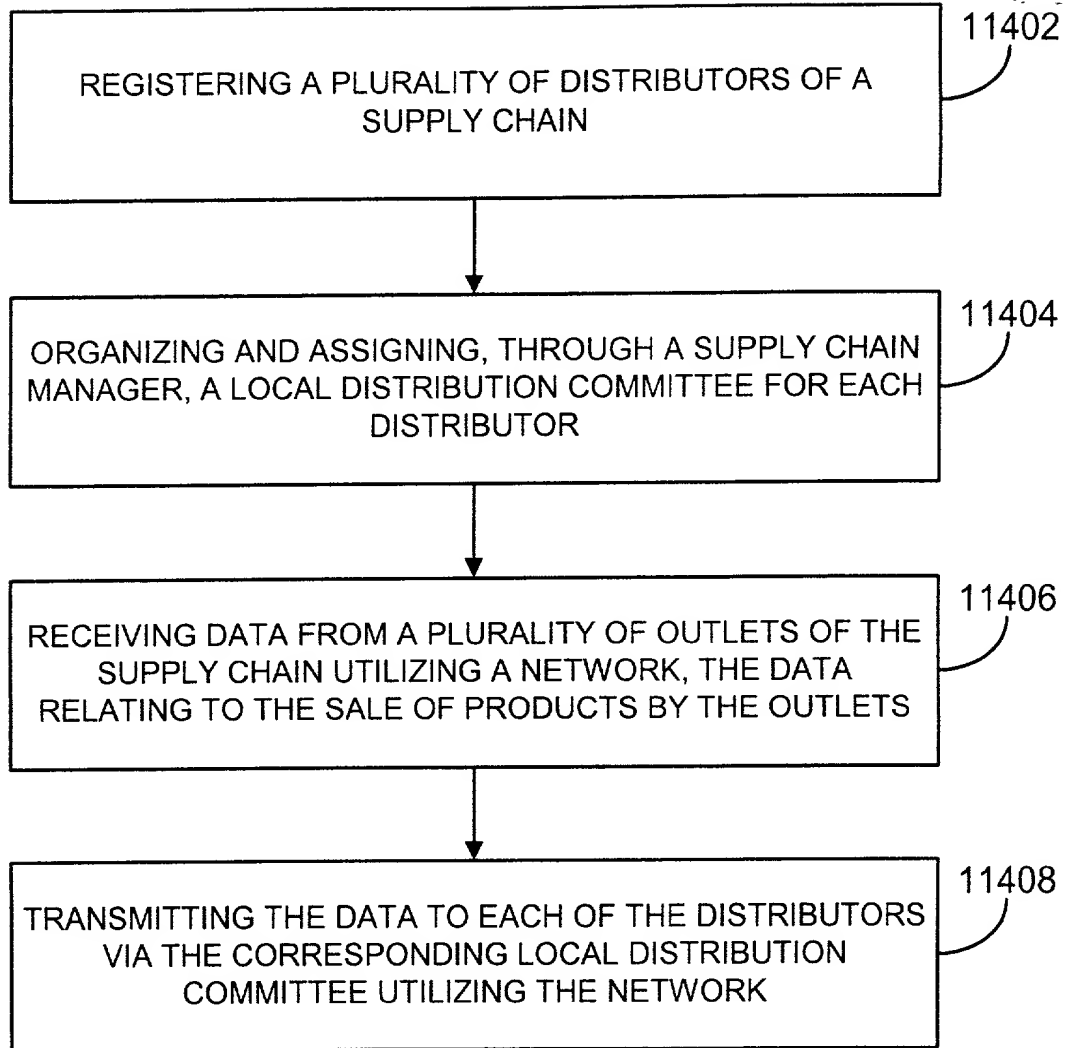 11402
REGISTERING A PLURALITY OF DISTRIBUTORS OF A
SUPPLY CHAIN
11404
ORGANIZING AND ASSIGNING, THROUGH A SUPPLY CHAIN
MANAGER, A LOCAL DISTRIBUTION COMMITTEE FOR EACH
DISTRIBUTOR
11406
RECEIVING DATA FROM A PLURALITY OF OUTLETS OF THE
SUPPLY CHAIN UTILIZING A NETWORK, THE DATA
RELATING TO THE SALE OF PRODUCTS BY THE OUTLETS
11408
TRANSMITTING THE DATA TO EACH OF THE DISTRIBUTORS
VIA THE CORRESPONDING LOCAL DISTRIBUTION
COMMITTEE UTILIZING THE NETWORK